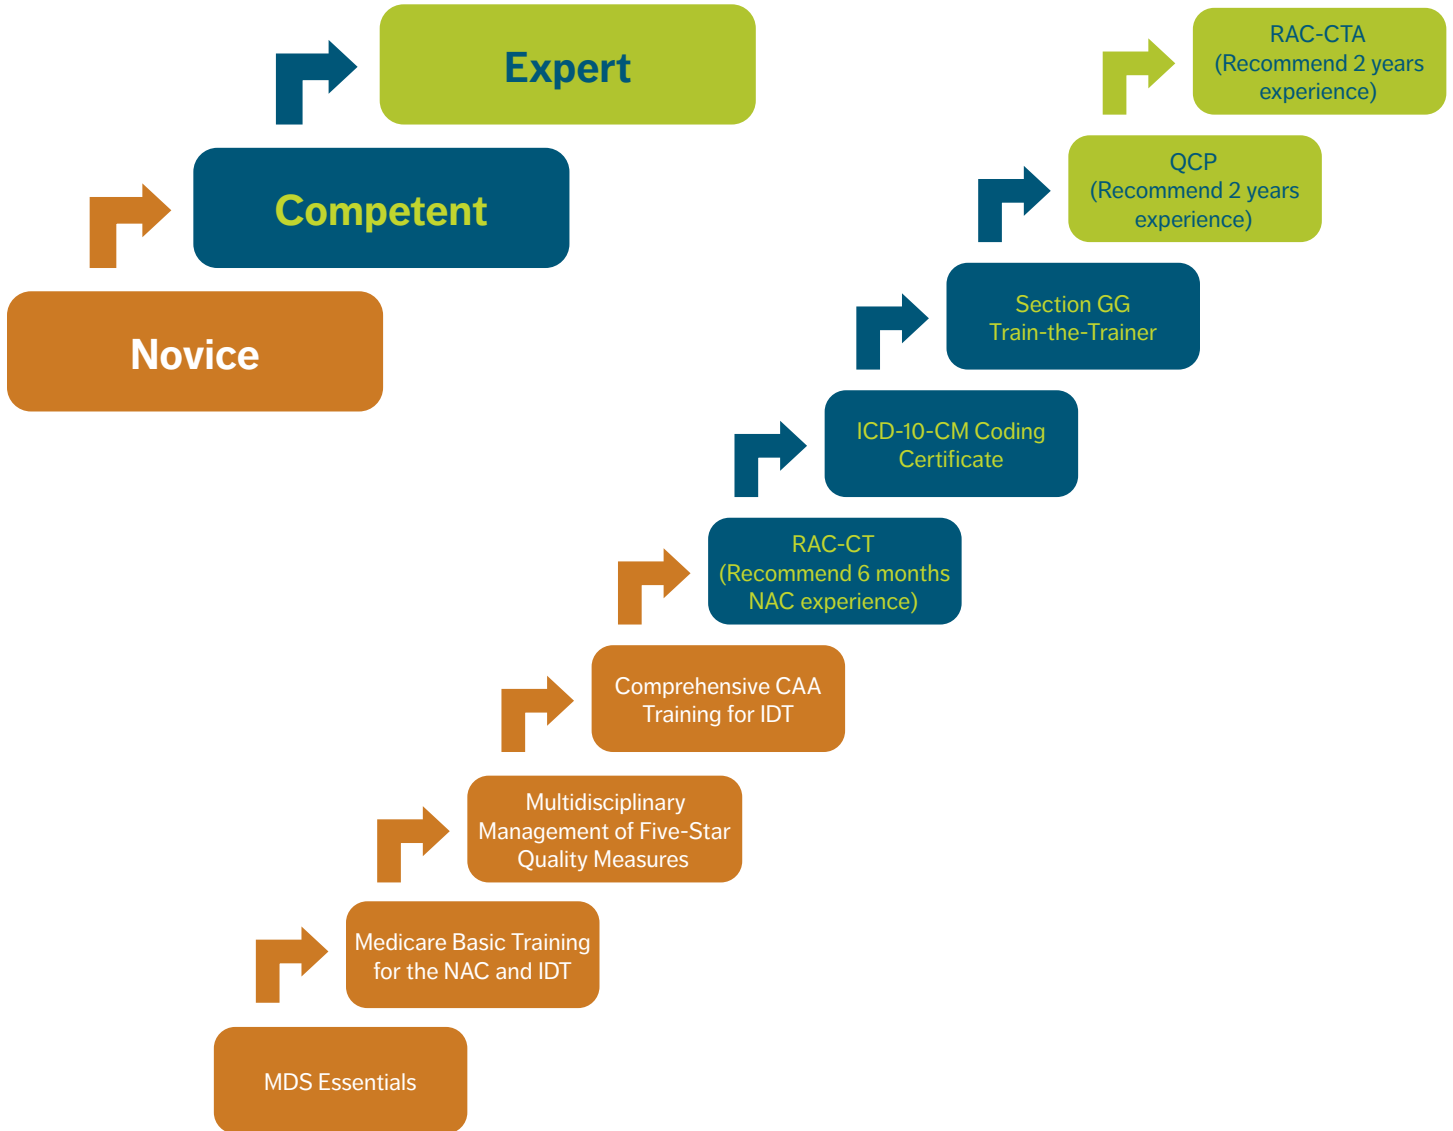 Expert
Competent
Novice
RAC-CTA
(Recommend 2 years
experience)
QCP
(Recommend 2 years
experience)
Section GG
Train-the-Trainer
ICD-10-CM Coding
Certificate
RAC-CT
(Recommend 6 months
NAC experience)
Comprehensive CAA
Training for IDT
Multidisciplinary
Management of Five-Star
Quality Measures
Medicare Basic Training
for the NAC and IDT
MDS Essentials